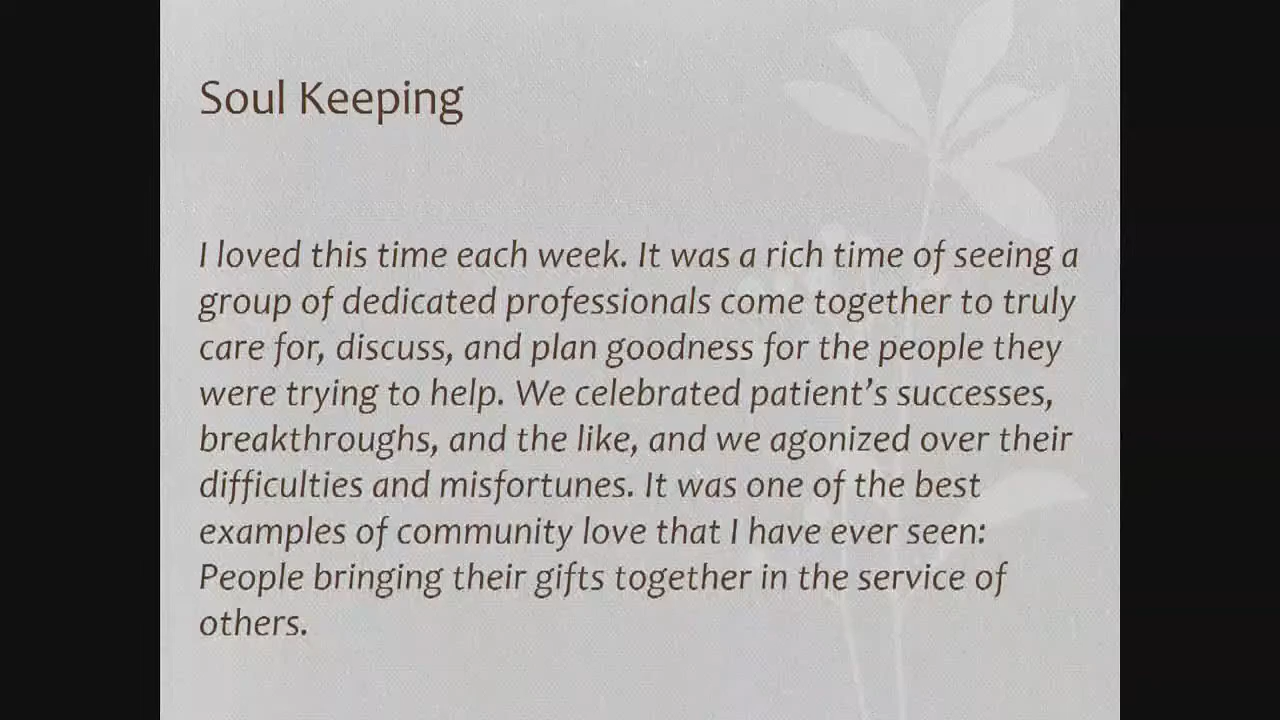 Soul Keeping
I loved this time each week. It was a rich time of seeing a
group of dedicated professionals come together to truly
care for, discuss, and plan goodness for the people they
were trying to help. We celebrated patient’s successes,
breakthroughs, and the like, and we agonized over their
difficulties and misfortunes. It was one of the best
examples of community love that I have ever seen:
People bringing their gifts together in the service of
others.